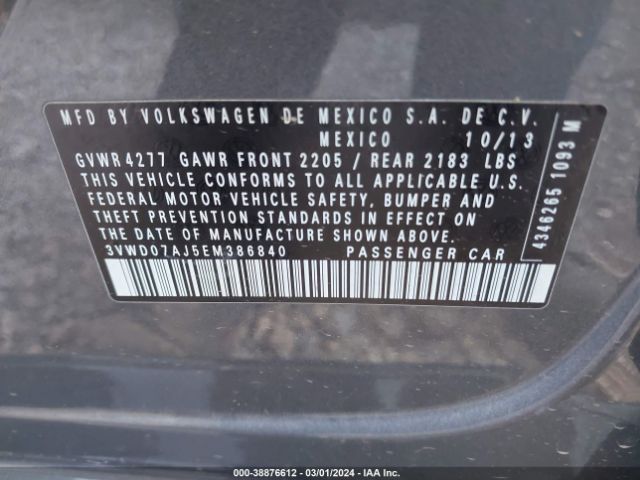 MFD BY VOLKSWAGEN DE MEXICO S.A. DE C.V.
MEXICO 10/13
GVWR 4277 GAWR FRONT 2205 / REAR 2183 LBS
THIS VEHICLE CONFORMS TO ALL APPLICABLE U.S.
FEDERAL MOTOR VEHICLE SAFETY, BUMPER AND
THEFT PREVENTION STANDARDS IN EFFECT ON
THE DATE OF MANUFACTURE SHOWN ABOVE.
3VWD07AJ5EM386840 PASSENGER CAR
4346265 1093 M
000-38876612 / 03/01/2024 / IAA Inc.